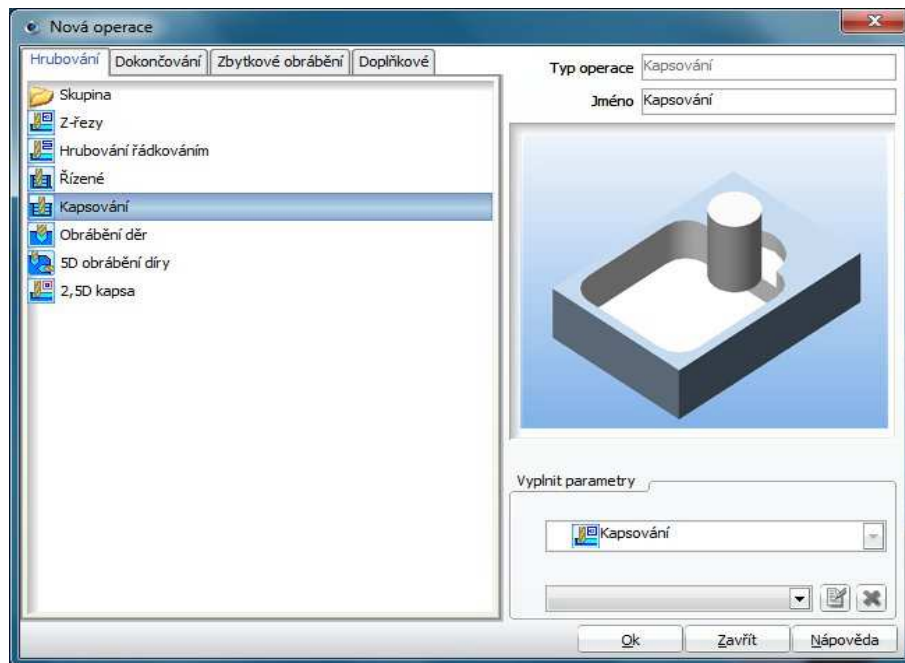 Nová operace
Hrubování Dokončování Zbytkové obrábění Doplňkové
Skupina
Z-řezy
Hrubování řádkováním
Řízené
Kapsování
Obrábění děr
5D obrábění díry
2,5D kapsa
Typ operace Kapsování
Jméno Kapsování
Vyplnit parametry
Kapsování
Ok Zavřít Nápověda